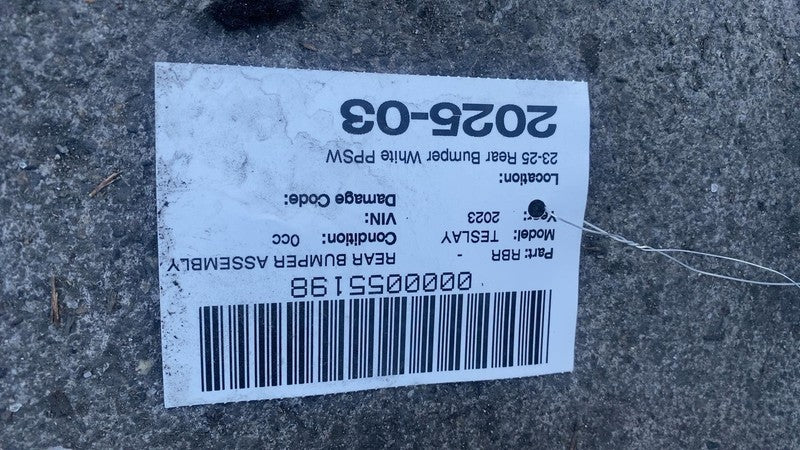 0000055198
Part: RBR - REAR BUMPER ASSEMBLY
Model: TESLAY Condition: 0cc
Year: 2023 VIN:
Damage Code:
Location:
23-25 Rear Bumper White PPSW
2025-03